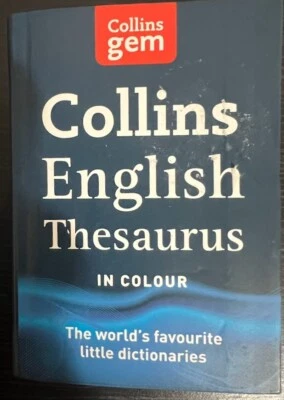 Collins
gem
Collins
English
Thesaurus
IN COLOUR
The world's favourite
little dictionaries